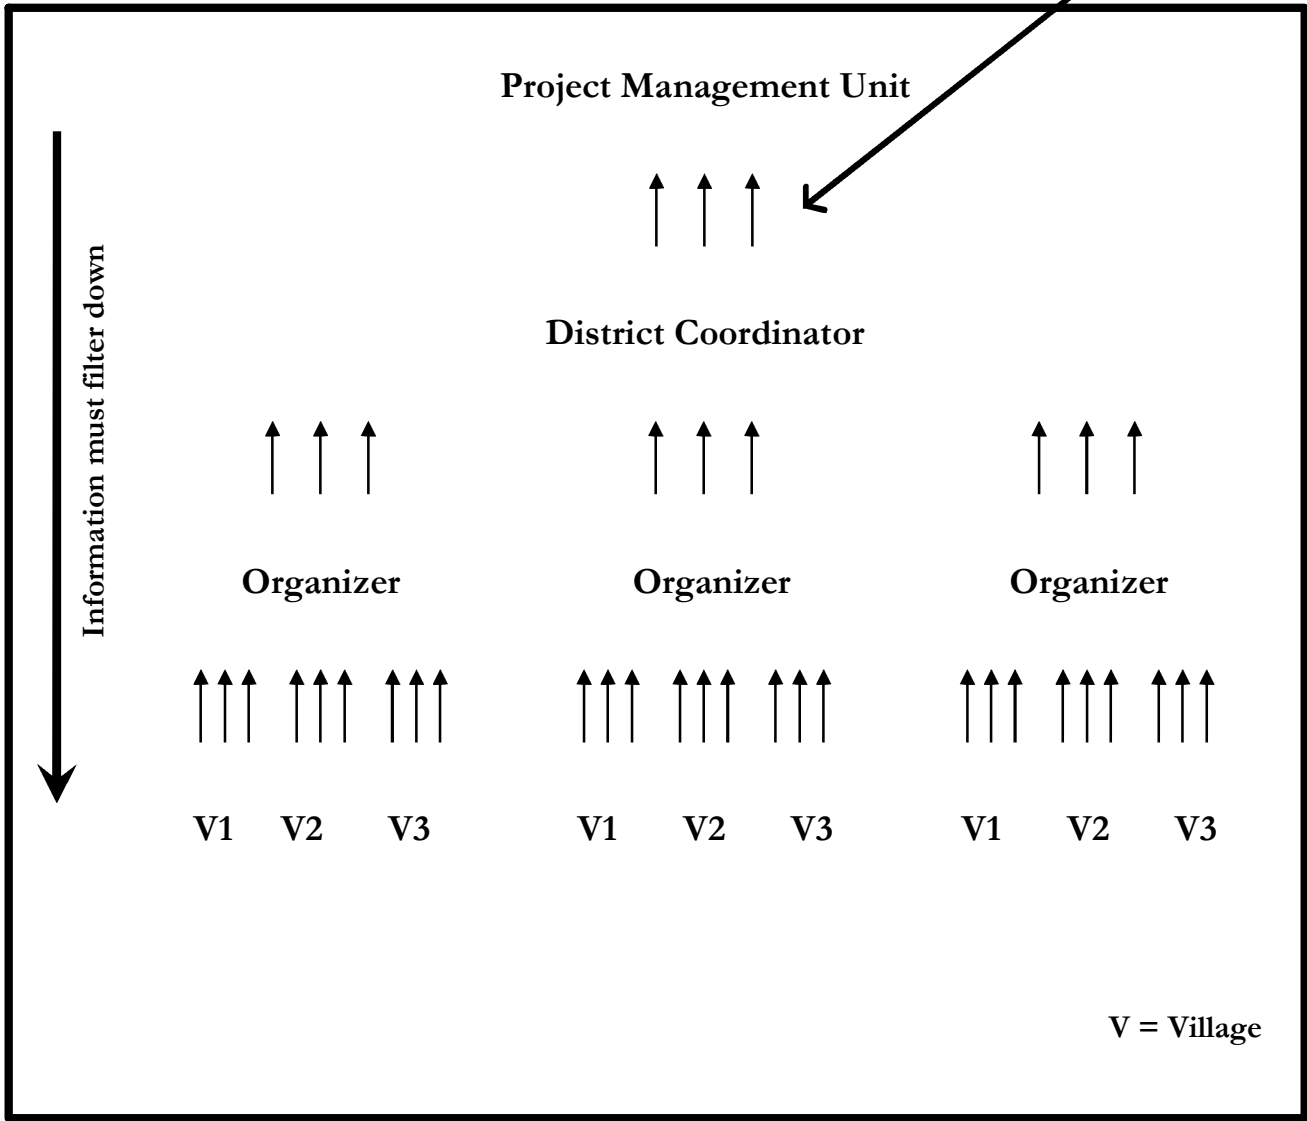 Project Management Unit
Information must filter down
District Coordinator
Organizer Organizer Organizer
V1 V2 V3 V1 V2 V3 V1 V2 V3
V = Village